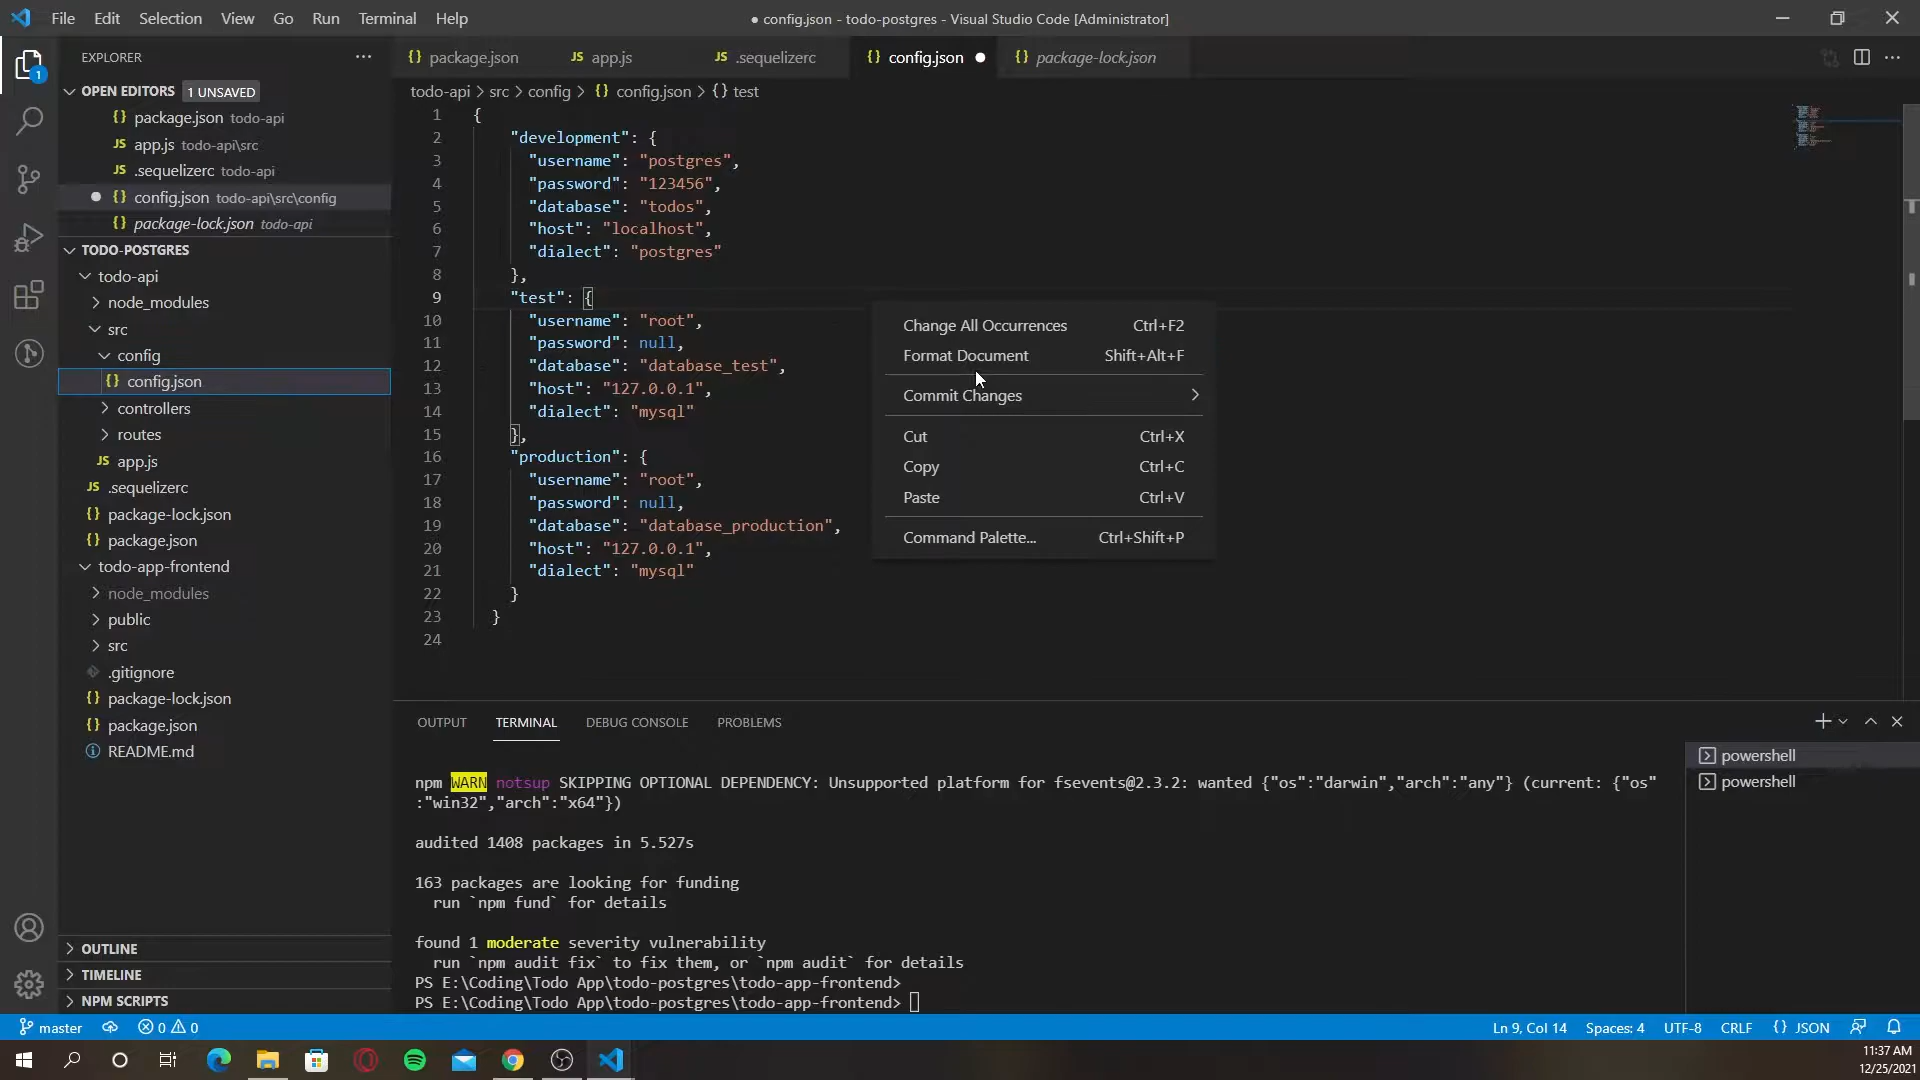 File Edit Selection View Go Run Terminal Help
● config.json - todo-postgres - Visual Studio Code [Administrator]
EXPLORER
package.json
JS app.js
JS .sequelizerc
{} config.json ●
{} package-lock.json
1
OPEN EDITORS 1 UNSAVED
{} package.json todo-api
JS app.js todo-api\src
JS .sequelizerc todo-api
● {} config.json todo-api\src\config
{} package-lock.json todo-api
TODO-POSTGRES
todo-api
node_modules
src
config
{} config.json
controllers
routes
JS app.js
JS .sequelizerc
{} package-lock.json
{} package.json
todo-app-frontend
node_modules
public
src
.gitignore
{} package-lock.json
{} package.json
README.md
OUTLINE
TIMELINE
NPM SCRIPTS
todo-api > src > config > {} config.json > {} test
1 {
2 "development": {
3 "username": "postgres",
4 "password": "123456",
5 "database": "todos",
6 "host": "localhost",
7 "dialect": "postgres"
8 },
9 "test": {
10 "username": "root",
11 "password": null,
12 "database": "database_test",
13 "host": "127.0.0.1",
14 "dialect": "mysql"
15 },
16 "production": {
17 "username": "root",
18 "password": null,
19 "database": "database_production",
20 "host": "127.0.0.1",
21 "dialect": "mysql"
22 }
23 }
24
Change All Occurrences Ctrl+F2
Format Document Shift+Alt+F
Commit Changes
Cut Ctrl+X
Copy Ctrl+C
Paste Ctrl+V
Command Palette... Ctrl+Shift+P
OUTPUT TERMINAL DEBUG CONSOLE PROBLEMS
npm WARN notsup SKIPPING OPTIONAL DEPENDENCY: Unsupported platform for fsevents@2.3.2: wanted {"os":"darwin","arch":"any"} (current: {"os"
:"win32","arch":"x64"})
audited 1408 packages in 5.527s
163 packages are looking for funding
run `npm fund` for details
found 1 moderate severity vulnerability
run `npm audit fix` to fix them, or `npm audit` for details
PS E:\Coding\Todo App\todo-postgres\todo-app-frontend>
PS E:\Coding\Todo App\todo-postgres\todo-app-frontend>
powershell
powershell
master
0 0
Ln 9, Col 14 Spaces: 4 UTF-8 CRLF {} JSON
11:37 AM
12/25/2021